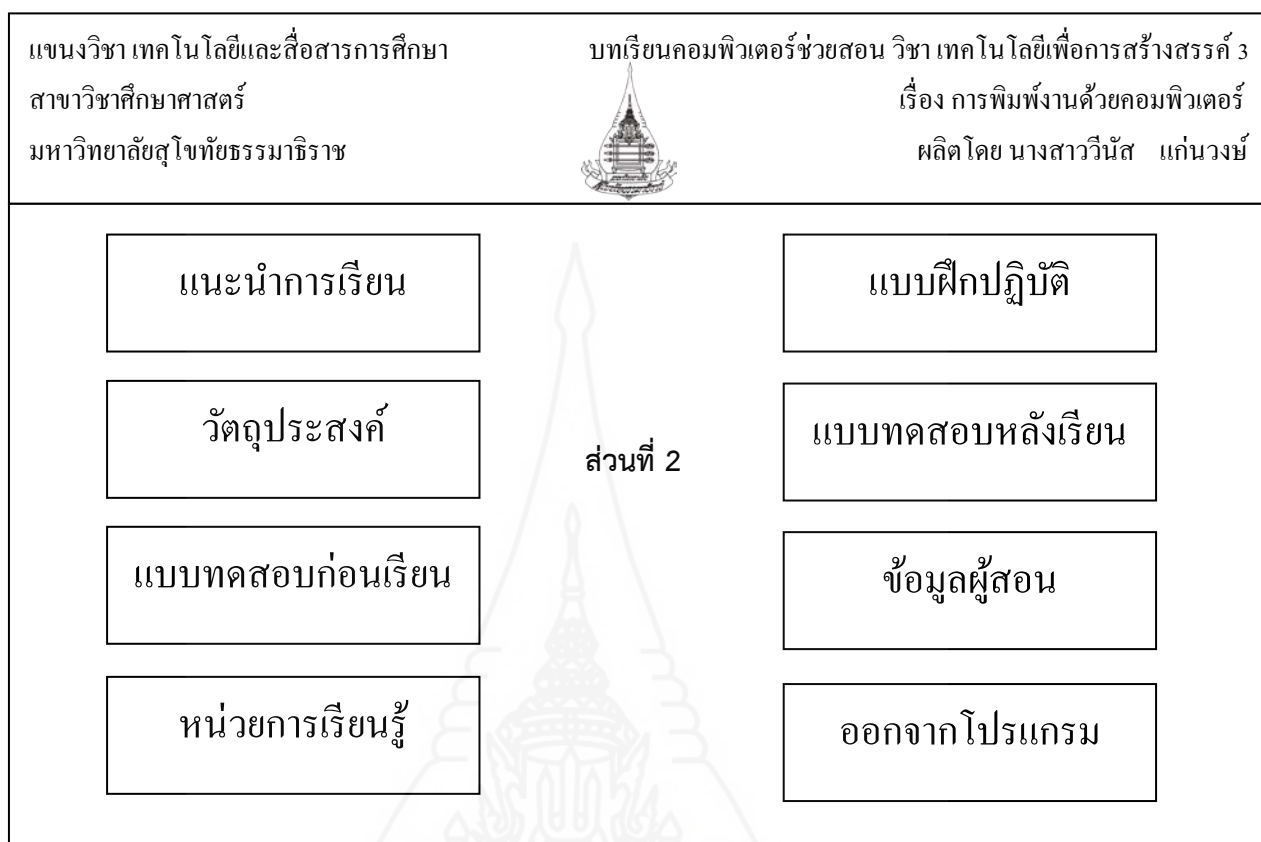 แขนงวิชา เทคโนโลยีและสื่อสารการศึกษา
สาขาวิชาศึกษาศาสตร์
มหาวิทยาลัยสุโขทัยธรรมาธิราช
บทเรียนคอมพิวเตอร์ช่วยสอน วิชา เทคโนโลยีเพื่อการสร้างสรรค์ 3
เรื่อง การพิมพ์งานด้วยคอมพิวเตอร์
ผลิตโดย นางสาววีนัส แก่นวงษ์
แนะนำการเรียน
วัตถุประสงค์
แบบทดสอบก่อนเรียน
หน่วยการเรียนรู้
ส่วนที่ 2
แบบฝึกปฏิบัติ
แบบทดสอบหลังเรียน
ข้อมูลผู้สอน
ออกจากโปรแกรม